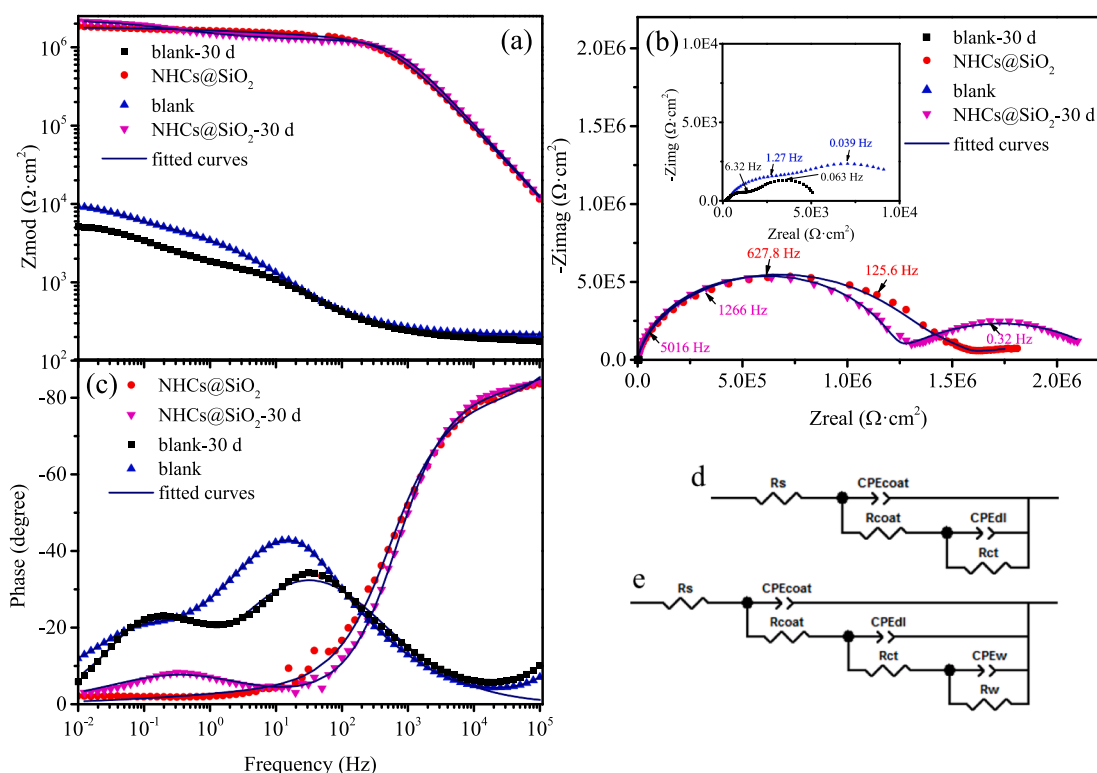 (a)
10⁶
10⁵
10⁴
10³
10²
Zmod (Ω·cm²)
blank-30 d
NHCs@SiO₂
blank
NHCs@SiO₂-30 d
fitted curves
(c)
-80
-60
-40
-20
0
Phase (degree)
NHCs@SiO₂
NHCs@SiO₂-30 d
blank-30 d
blank
fitted curves
10⁻² 10⁻¹ 10⁰ 10¹ 10² 10³ 10⁴ 10⁵
Frequency (Hz)
(b)
2.0E6
1.5E6
1.0E6
5.0E5
0.0
-Zimag (Ω·cm²)
blank-30 d
NHCs@SiO₂
blank
NHCs@SiO₂-30 d
fitted curves
1.0E4
5.0E3
0.0
-Zimg (Ω·cm²)
6.32 Hz
1.27 Hz
0.039 Hz
0.063 Hz
0.0 5.0E3 1.0E4
Zreal (Ω·cm²)
627.8 Hz
125.6 Hz
1266 Hz
5016 Hz
0.32 Hz
0.0 5.0E5 1.0E6 1.5E6 2.0E6
Zreal (Ω·cm²)
d
Rs CPEcoat
Rcoat CPEdl
Rct
e
Rs CPEcoat
Rcoat CPEdl
Rct CPEw
Rw